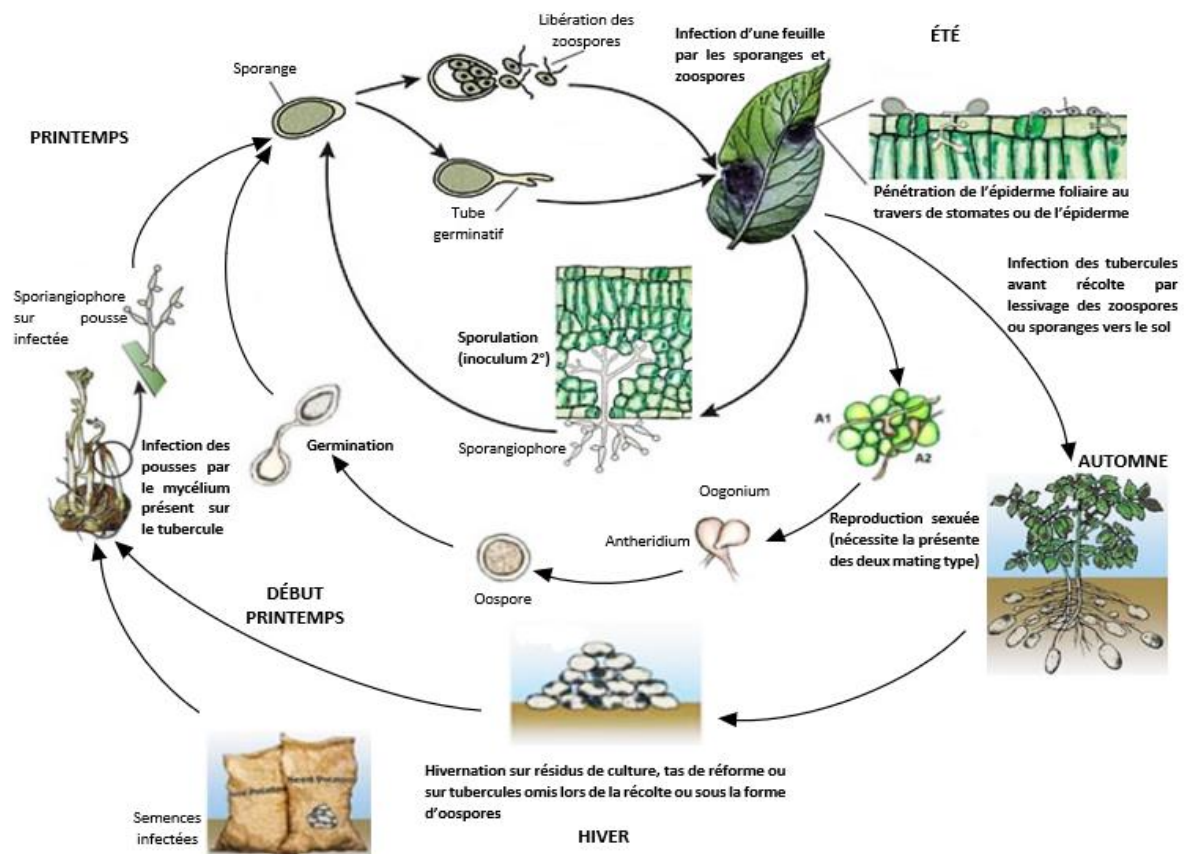 Libération des
zoospores
Infection d'une feuille
par les sporanges et
zoospores
ÉTÉ
Sporange
PRINTEMPS
Tube
germinatif
Pénétration de l'épiderme foliaire au
travers de stomates ou de l'épiderme
Infection des tubercules
avant récolte par
lessivage des zoospores
ou sporanges vers le sol
Sporiangiophore
sur pousse
infectée
Sporulation
(inoculum 2°)
A1
A2
Infection des
pousses par
le mycélium
présent sur
le tubercule
Germination
Sporangiophore
AUTOMNE
Oogonium
Antheridium
Reproduction sexuée
(nécessite la présente
des deux mating type)
Oospore
DÉBUT
PRINTEMPS
Seed Potato
Hivernation sur résidus de culture, tas de réforme ou
sur tubercules omis lors de la récolte ou sous la forme
d'oospores
Semences
infectées
HIVER